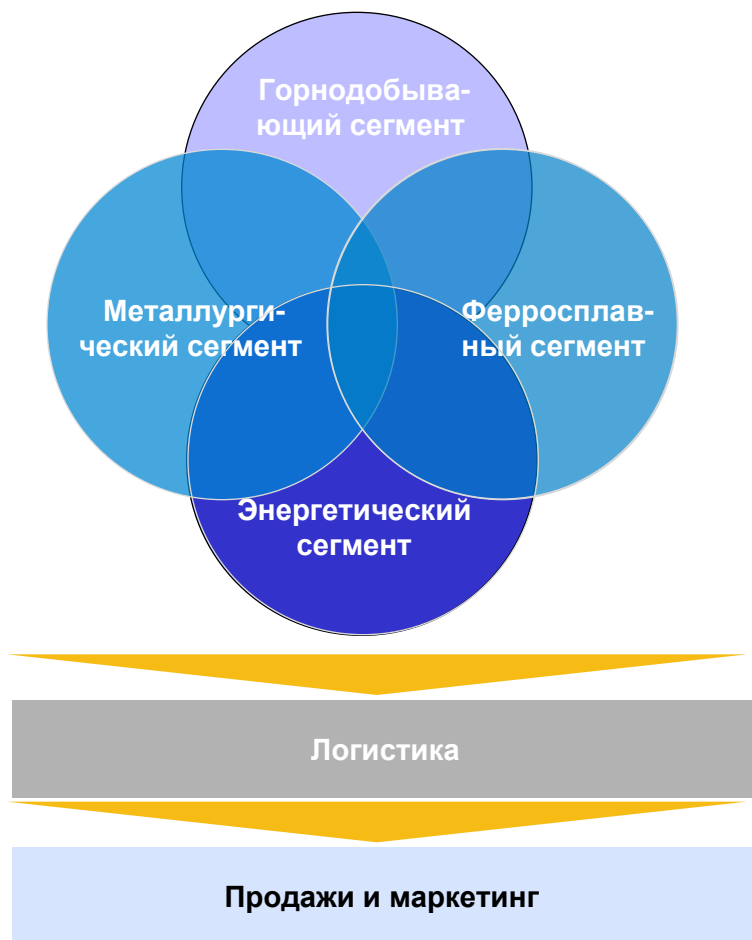 Горнодобыва-
ющий сегмент
Металлурги-
ческий сегмент
Ферросплав-
ный сегмент
Энергетический
сегмент
Логистика
Продажи и маркетинг